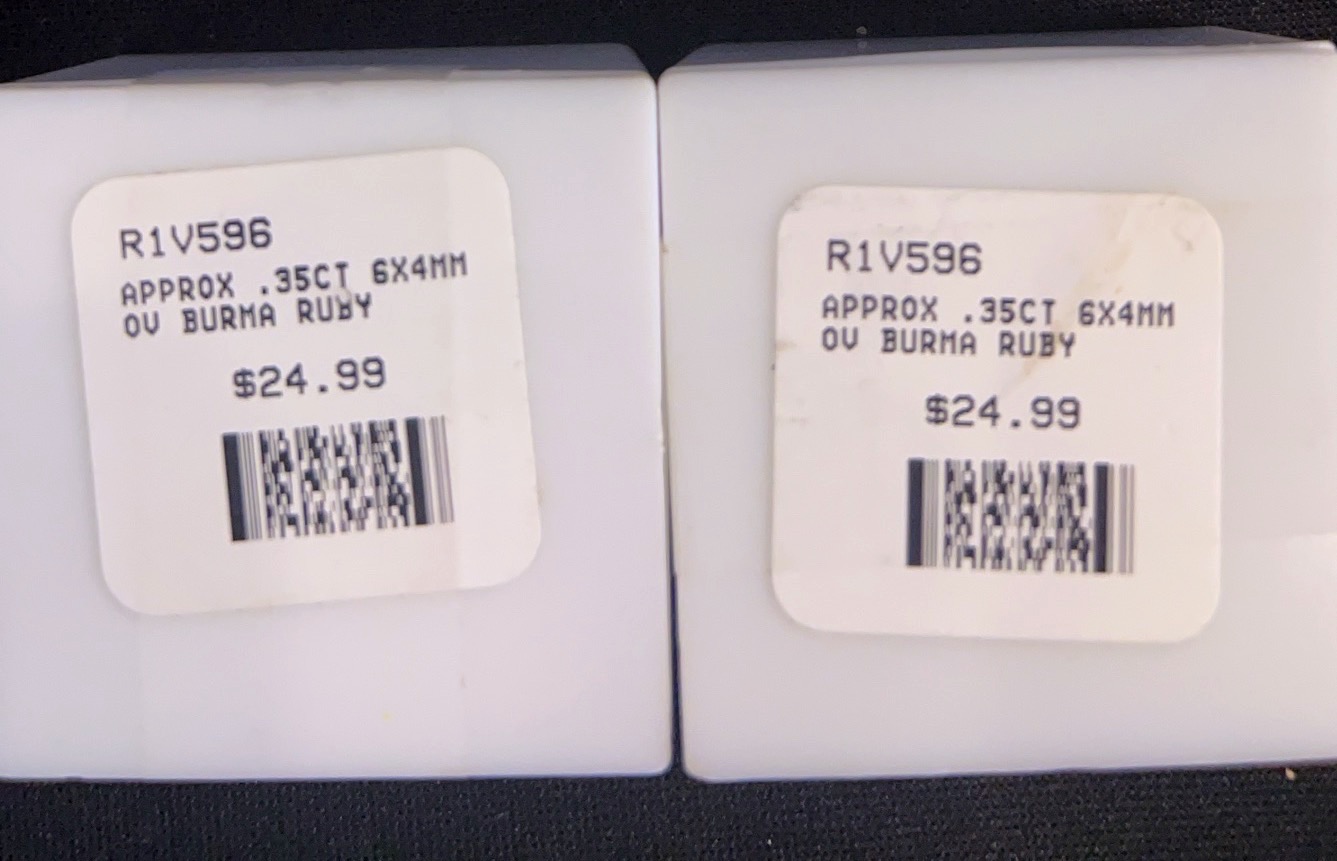 R1V596
APPROX .35CT 6X4MM
OV BURMA RUBY
$24.99
R1V596
APPROX .35CT 6X4MM
OV BURMA RUBY
$24.99